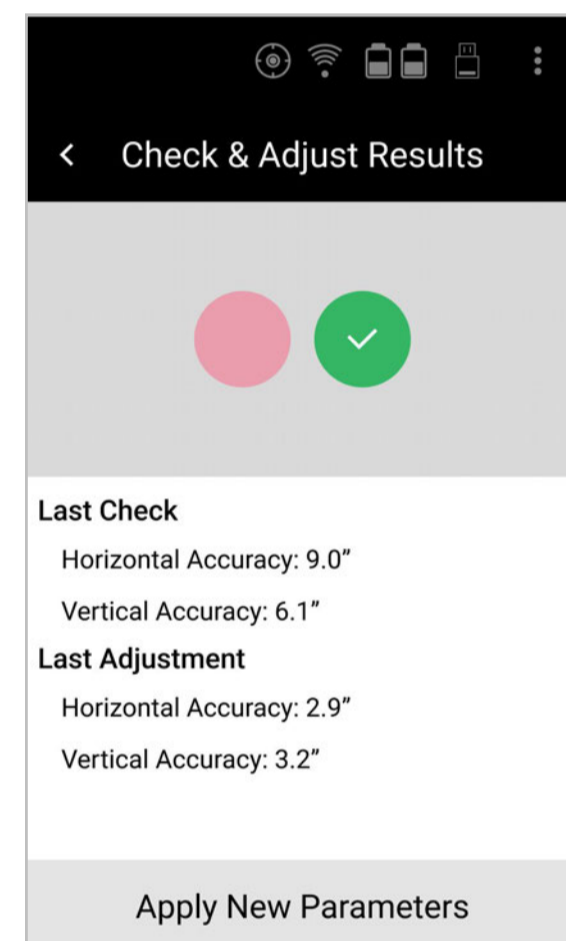 Check & Adjust Results
Last Check
Horizontal Accuracy: 9.0”
Vertical Accuracy: 6.1”
Last Adjustment
Horizontal Accuracy: 2.9”
Vertical Accuracy: 3.2”
Apply New Parameters